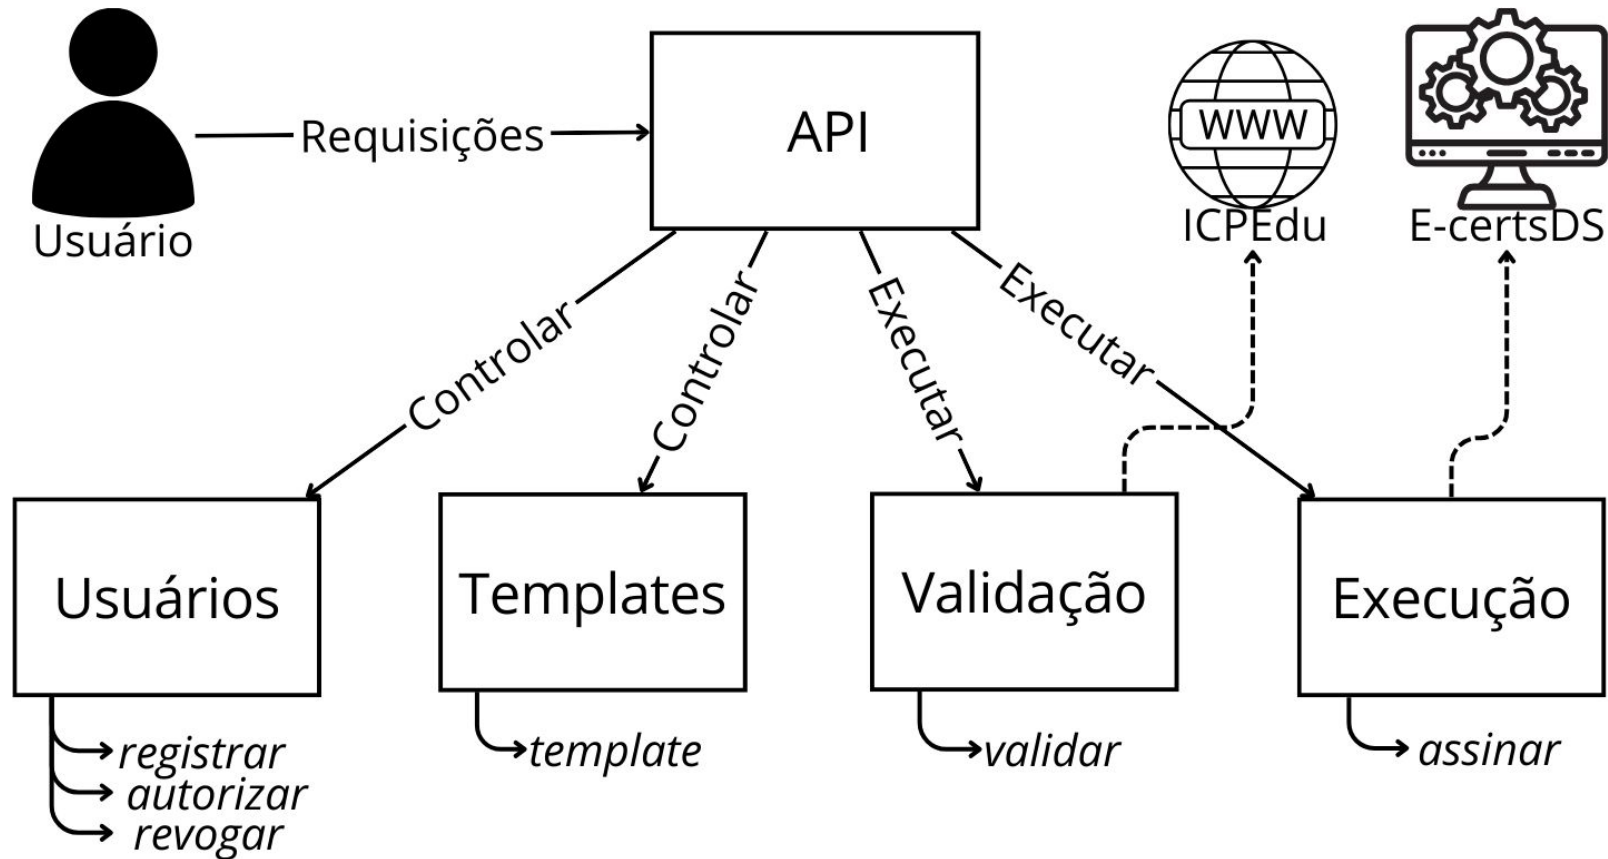 Usuário
Requisições
API
WWW
ICPEdu
E-certsDS
Controlar
Controlar
Executar
Executar
Usuários
Templates
Validação
Execução
registrar
autorizar
revogar
template
validar
assinar